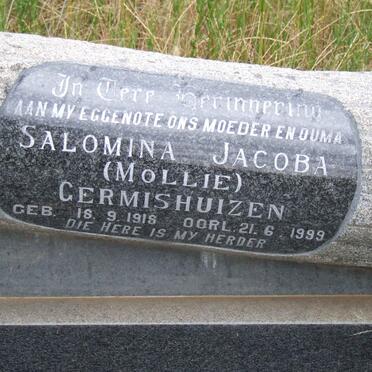 In Tere Herinnering
AAN MY EGGENOTE ONS MOEDER EN OUMA
SALOMINA JACOBA
(MOLLIE)
GERMISHUIZEN
GEB. 18.9.1918 OORL. 21.6 1999
DIE HERE IS MY HERDER